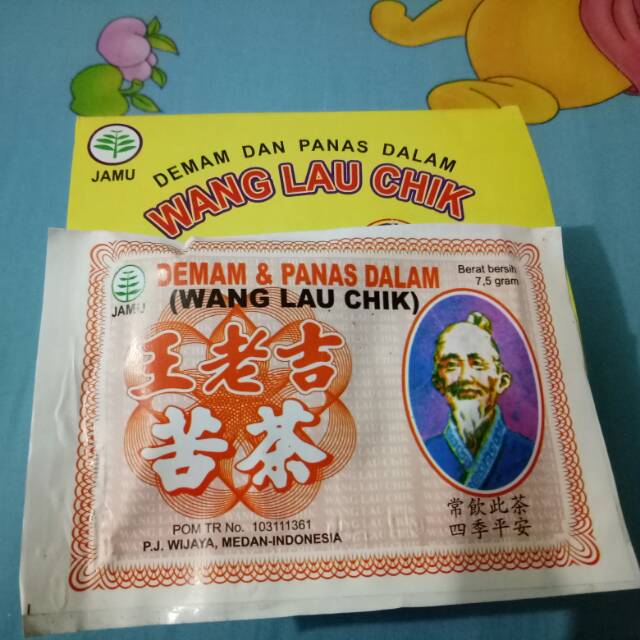 JAMU
DEMAM DAN PANAS DALAM
WANG LAU CHIK
DEMAM & PANAS DALAM
(WANG LAU CHIK)
Berat bersih
7,5 gram
JAMU
王老吉
苦茶
常飲此茶
四季平安
POM TR No. 103111361
P.J. WIJAYA, MEDAN-INDONESIA